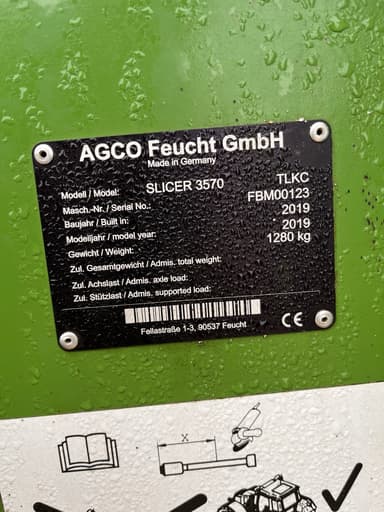 AGCO Feucht GmbH
Made in Germany
Modell / Model: SLICER 3570 TLKC
Masch.-Nr. / Serial No.: FBM00123
Baujahr / Built in: 2019
Modelljahr / model year: 2019
Gewicht / Weight: 1280 kg
Zul. Gesamtgewicht / Admis. total weight:
Zul. Achslast / Admis. axle load:
Zul. Stützlast / Admis. supported load:
Fellastraße 1-3, 90537 Feucht
CE
X